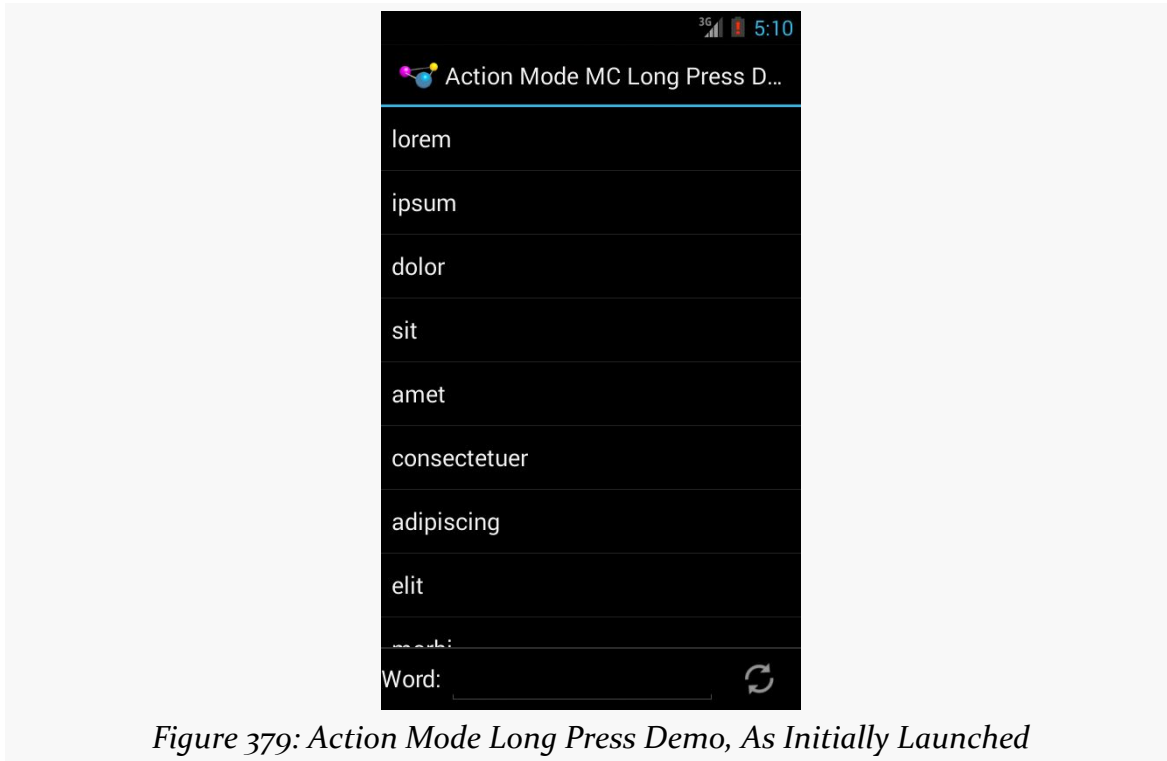 3G 5:10
Action Mode MC Long Press D...
lorem
ipsum
dolor
sit
amet
consectetuer
adipiscing
elit
morbi
Word:
Figure 379: Action Mode Long Press Demo, As Initially Launched